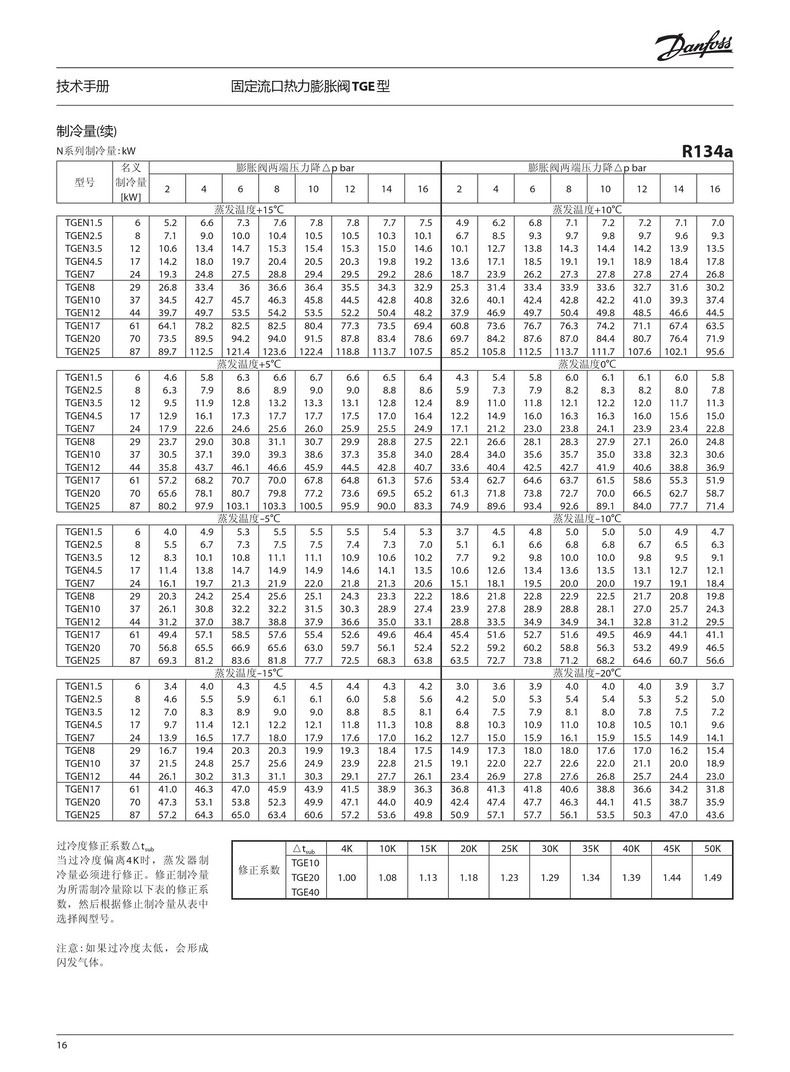 Danfoss
技术手册 固定流口热力膨胀阀TGE型
制冷量(续)
N系列制冷量:kW R134a
型号 名义制冷量[kW] 膨胀阀两端压力降△p bar 膨胀阀两端压力降△p bar
2 4 6 8 10 12 14 16 2 4 6 8 10 12 14 16
蒸发温度+15℃ 蒸发温度+10℃
TGEN1.5 6 5.2 6.6 7.3 7.6 7.8 7.8 7.7 7.5 4.9 6.2 6.8 7.1 7.2 7.2 7.1 7.0
TGEN2.5 8 7.1 9.0 10.0 10.4 10.5 10.5 10.3 10.1 6.7 8.5 9.3 9.7 9.8 9.7 9.6 9.3
TGEN3.5 12 10.6 13.4 14.7 15.3 15.4 15.3 15.0 14.6 10.1 12.7 13.8 14.3 14.4 14.2 13.9 13.5
TGEN4.5 17 14.2 18.0 19.7 20.4 20.5 20.3 19.8 19.2 13.6 17.1 18.5 19.1 19.1 18.9 18.4 17.8
TGEN7 24 19.3 24.8 27.5 28.8 29.4 29.5 29.2 28.6 18.7 23.9 26.2 27.3 27.8 27.8 27.4 26.8
TGEN8 29 26.8 33.4 36 36.6 36.4 35.5 34.3 32.9 25.3 31.4 33.4 33.9 33.6 32.7 31.6 30.2
TGEN10 37 34.5 42.7 45.7 46.3 45.8 44.5 42.8 40.8 32.6 40.1 42.4 42.8 42.2 41.0 39.3 37.4
TGEN12 44 39.7 49.7 53.5 54.2 53.5 52.2 50.4 48.2 37.9 46.9 49.7 50.4 49.8 48.5 46.6 44.5
TGEN17 61 64.1 78.2 82.5 82.5 80.4 77.3 73.5 69.4 60.8 73.6 76.7 76.3 74.2 71.1 67.4 63.5
TGEN20 70 73.5 89.5 94.2 94.0 91.5 87.8 83.4 78.6 69.7 84.2 87.6 87.0 84.4 80.7 76.4 71.9
TGEN25 87 89.7 112.5 121.4 123.6 122.4 118.8 113.7 107.5 85.2 105.8 112.5 113.7 111.7 107.6 102.1 95.6
蒸发温度+5℃ 蒸发温度0℃
TGEN1.5 6 4.6 5.8 6.3 6.6 6.7 6.6 6.5 6.4 4.3 5.4 5.8 6.0 6.1 6.1 6.0 5.8
TGEN2.5 8 6.3 7.9 8.6 8.9 9.0 9.0 8.8 8.6 5.9 7.3 7.9 8.2 8.3 8.2 8.0 7.8
TGEN3.5 12 9.5 11.9 12.8 13.2 13.3 13.1 12.8 12.4 8.9 11.0 11.8 12.1 12.2 12.0 11.7 11.3
TGEN4.5 17 12.9 16.1 17.3 17.7 17.7 17.5 17.0 16.4 12.2 14.9 16.0 16.3 16.3 16.0 15.6 15.0
TGEN7 24 17.9 22.6 24.6 25.6 26.0 25.9 25.5 24.9 17.1 21.2 23.0 23.8 24.1 23.9 23.4 22.8
TGEN8 29 23.7 29.0 30.8 31.1 30.7 29.9 28.8 27.5 22.1 26.6 28.1 28.3 27.9 27.1 26.0 24.8
TGEN10 37 30.5 37.1 39.0 39.3 38.6 37.3 35.8 34.0 28.4 34.0 35.6 35.7 35.0 33.8 32.3 30.6
TGEN12 44 35.8 43.7 46.1 46.6 45.9 44.5 42.8 40.7 33.6 40.4 42.5 42.7 41.9 40.6 38.8 36.9
TGEN17 61 57.2 68.2 70.7 70.0 67.8 64.8 61.3 57.6 53.4 62.7 64.6 63.7 61.5 58.6 55.3 51.9
TGEN20 70 65.6 78.1 80.7 79.8 77.2 73.6 69.5 65.2 61.3 71.8 73.8 72.7 70.0 66.5 62.7 58.7
TGEN25 87 80.2 97.9 103.1 103.3 100.5 95.9 90.0 83.3 74.9 89.6 93.4 92.6 89.1 84.0 77.7 71.4
蒸发温度–5℃ 蒸发温度–10℃
TGEN1.5 6 4.0 4.9 5.3 5.5 5.5 5.5 5.4 5.3 3.7 4.5 4.8 5.0 5.0 5.0 4.9 4.7
TGEN2.5 8 5.5 6.7 7.3 7.5 7.5 7.4 7.3 7.0 5.1 6.1 6.6 6.8 6.8 6.7 6.5 6.3
TGEN3.5 12 8.3 10.1 10.8 11.1 11.1 10.9 10.6 10.2 7.7 9.2 9.8 10.0 10.0 9.8 9.5 9.1
TGEN4.5 17 11.4 13.8 14.7 14.9 14.9 14.6 14.1 13.5 10.6 12.6 13.4 13.6 13.5 13.1 12.7 12.1
TGEN7 24 16.1 19.7 21.3 21.9 22.0 21.8 21.3 20.6 15.1 18.1 19.5 20.0 20.0 19.7 19.1 18.4
TGEN8 29 20.3 24.2 25.4 25.6 25.1 24.3 23.3 22.2 18.6 21.8 22.8 22.9 22.5 21.7 20.8 19.8
TGEN10 37 26.1 30.8 32.2 32.2 31.5 30.3 28.9 27.4 23.9 27.8 28.9 28.8 28.1 27.0 25.7 24.3
TGEN12 44 31.2 37.0 38.7 38.8 37.9 36.6 35.0 33.1 28.8 33.5 34.9 34.9 34.1 32.8 31.2 29.5
TGEN17 61 49.4 57.1 58.5 57.6 55.4 52.6 49.6 46.4 45.4 51.6 52.7 51.6 49.5 46.9 44.1 41.1
TGEN20 70 56.8 65.5 66.9 65.6 63.0 59.7 56.1 52.4 52.2 59.2 60.2 58.8 56.3 53.2 49.9 46.5
TGEN25 87 69.3 81.2 83.6 81.8 77.7 72.5 68.3 63.8 63.5 72.7 73.8 71.2 68.2 64.6 60.7 56.6
蒸发温度–15℃ 蒸发温度–20℃
TGEN1.5 6 3.4 4.0 4.3 4.5 4.5 4.4 4.3 4.2 3.0 3.6 3.9 4.0 4.0 4.0 3.9 3.7
TGEN2.5 8 4.6 5.5 5.9 6.1 6.1 6.0 5.8 5.6 4.2 5.0 5.3 5.4 5.4 5.3 5.2 5.0
TGEN3.5 12 7.0 8.3 8.9 9.0 9.0 8.8 8.5 8.1 6.4 7.5 7.9 8.1 8.0 7.8 7.5 7.2
TGEN4.5 17 9.7 11.4 12.1 12.2 12.1 11.8 11.3 10.8 8.8 10.3 10.9 11.0 10.8 10.5 10.1 9.6
TGEN7 24 13.9 16.5 17.7 18.0 17.9 17.6 17.0 16.2 12.7 15.0 15.9 16.1 15.9 15.5 14.9 14.1
TGEN8 29 16.7 19.4 20.3 20.3 19.9 19.3 18.4 17.5 14.9 17.3 18.0 18.0 17.6 17.0 16.2 15.4
TGEN10 37 21.5 24.8 25.7 25.6 24.9 23.9 22.8 21.5 19.1 22.0 22.7 22.6 22.0 21.1 20.0 18.9
TGEN12 44 26.1 30.2 31.3 31.1 30.3 29.1 27.7 26.1 23.4 26.9 27.8 27.6 26.8 25.7 24.4 23.0
TGEN17 61 41.0 46.3 47.0 45.9 43.9 41.5 38.9 36.3 36.8 41.3 41.8 40.6 38.8 36.6 34.2 31.8
TGEN20 70 47.3 53.1 53.8 52.3 49.9 47.1 44.0 40.9 42.4 47.4 47.7 46.3 44.1 41.5 38.7 35.9
TGEN25 87 57.2 64.3 65.0 63.4 60.6 57.2 53.6 49.8 50.9 57.1 57.7 56.1 53.5 50.3 47.0 43.6
过冷度修正系数△tsub
当过冷度偏离4K时，蒸发器制
冷量必须进行修正。修正制冷量
为所需制冷量除以下表的修正系
数，然后根据修止制冷量从表中
选择阀型号。
注意:如果过冷度太低，会形成
闪发气体。
修正系数 △tsub 4K 10K 15K 20K 25K 30K 35K 40K 45K 50K
TGE10
TGE20 1.00 1.08 1.13 1.18 1.23 1.29 1.34 1.39 1.44 1.49
TGE40
16